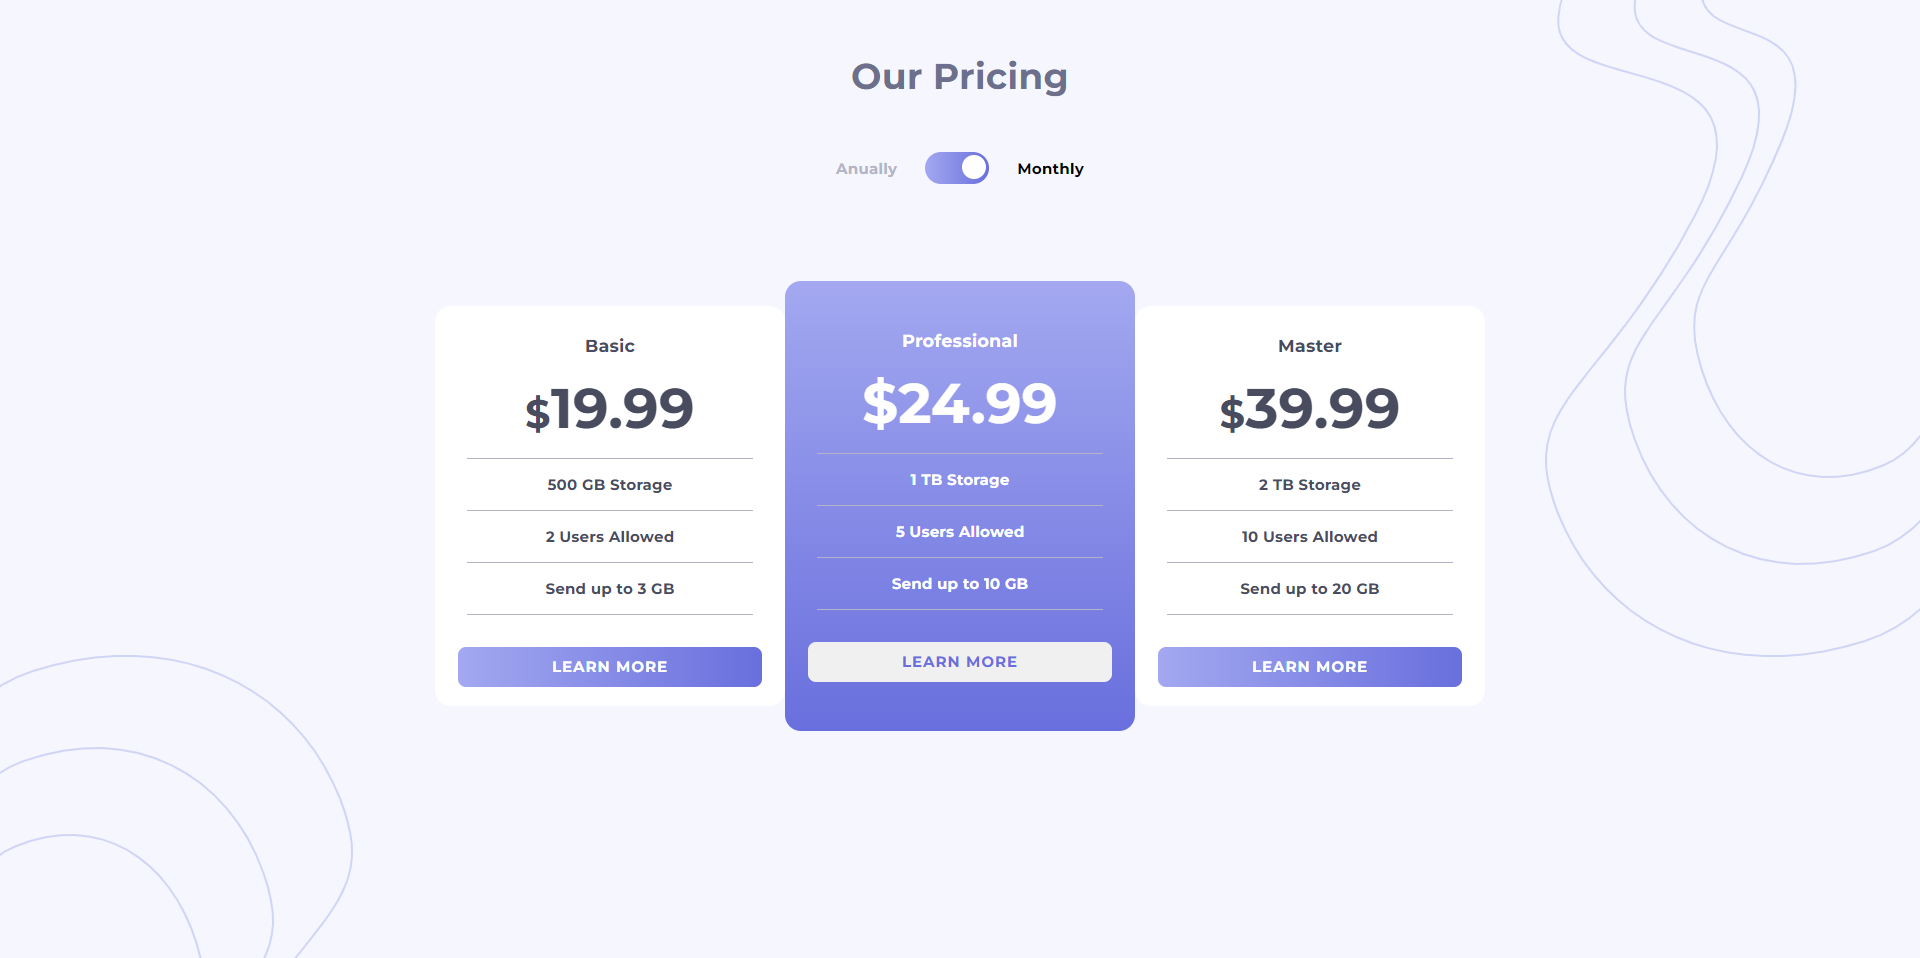 Our Pricing
Anually
Monthly
Basic
$19.99
500 GB Storage
2 Users Allowed
Send up to 3 GB
LEARN MORE
Professional
$24.99
1 TB Storage
5 Users Allowed
Send up to 10 GB
LEARN MORE
Master
$39.99
2 TB Storage
10 Users Allowed
Send up to 20 GB
LEARN MORE